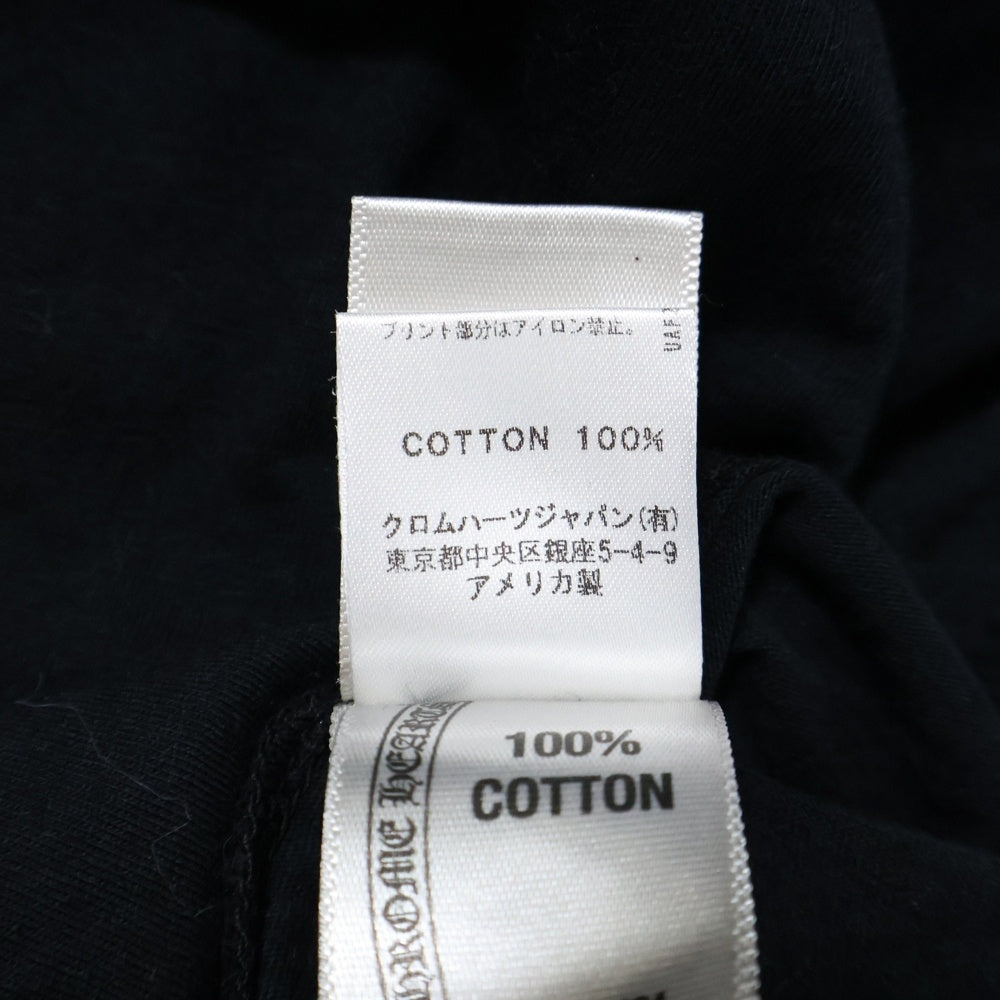 プリント部分はアイロン禁止。
COTTON 100%
クロムハーツジャパン(有)
東京都中央区銀座5-4-9
アメリカ製
100%
COTTON
CHROME HEARTS